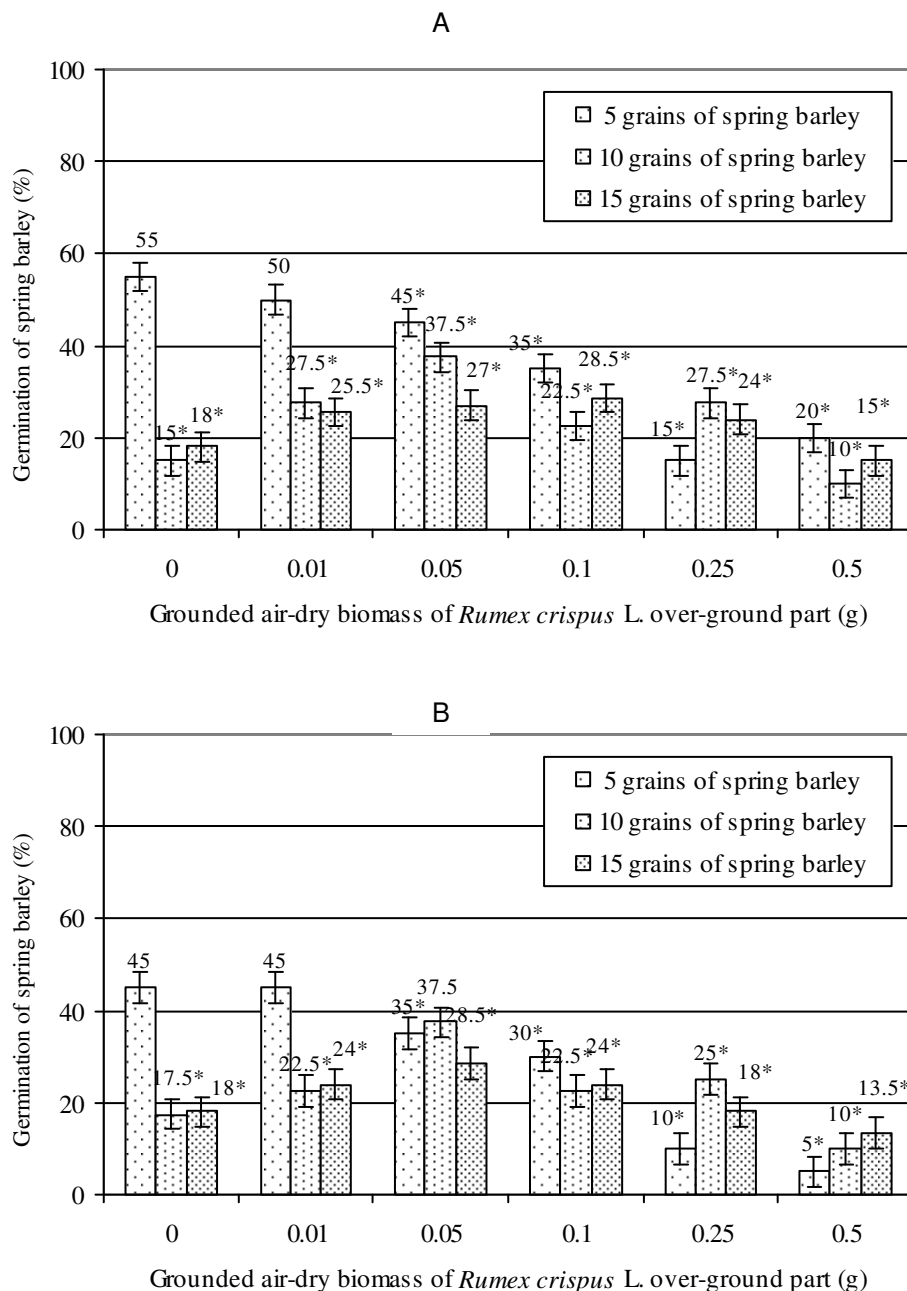 A
100
80
60
40
20
0
Germination of spring barley (%)
5 grains of spring barley
10 grains of spring barley
15 grains of spring barley
55 15* 18* 50 27.5* 25.5* 45* 37.5* 27* 35* 22.5* 28.5* 15* 27.5* 24* 20* 10* 15*
0 0.01 0.05 0.1 0.25 0.5
Grounded air-dry biomass of Rumex crispus L. over-ground part (g)
B
100
80
60
40
20
0
Germination of spring barley (%)
5 grains of spring barley
10 grains of spring barley
15 grains of spring barley
45 17.5* 18* 45 22.5* 24* 35* 37.5 28.5* 30* 22.5* 24* 10* 25* 18* 5* 10* 13.5*
0 0.01 0.05 0.1 0.25 0.5
Grounded air-dry biomass of Rumex crispus L. over-ground part (g)